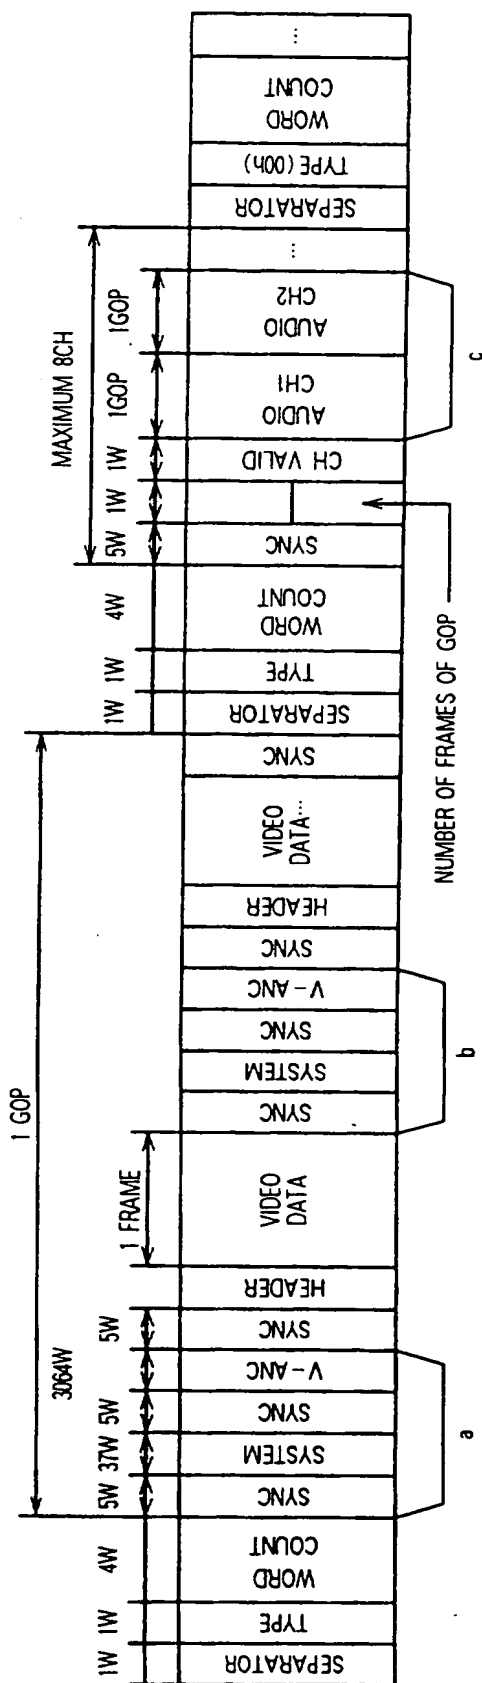 1 GOP
MAXIMUM 8CH
3064W
1W
1W
4W
5W
37W
5W
5W
1 FRAME
1W
1W
4W
5W
1W
1W
1GOP
1GOP
SEPARATOR
TYPE
WORD
COUNT
SYNC
SYSTEM
SYNC
V-ANC
SYNC
HEADER
VIDEO
DATA
SYNC
SYSTEM
SYNC
V-ANC
SYNC
HEADER
VIDEO
DATA...
SYNC
SEPARATOR
TYPE
WORD
COUNT
SYNC
CH VALID
AUDIO
CH1
AUDIO
CH2
...
SEPARATOR
TYPE (00h)
WORD
COUNT
...
a
b
NUMBER OF FRAMES OF GOP
c